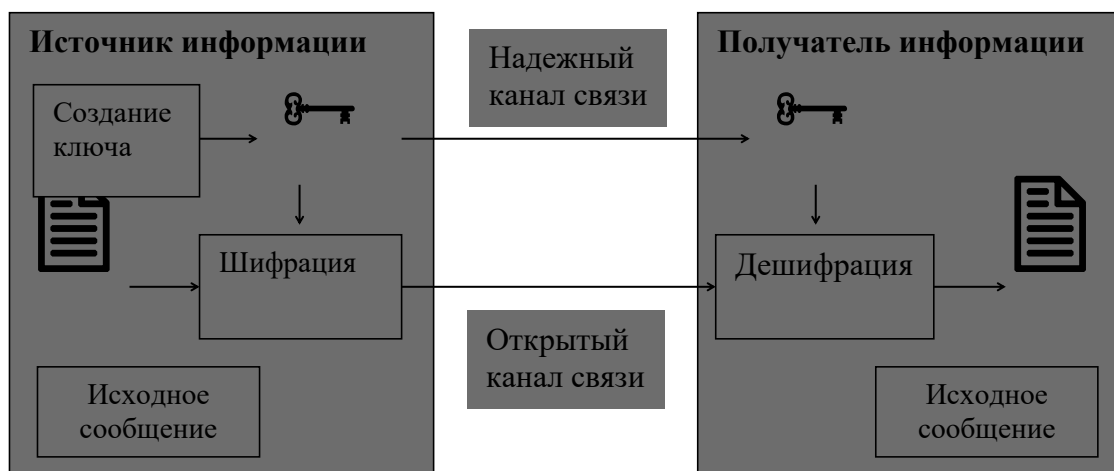 Источник информации
Надежный
канал связи
Получатель информации
Создание
ключа
Шифрация
Дешифрация
Открытый
канал связи
Исходное
сообщение
Исходное
сообщение